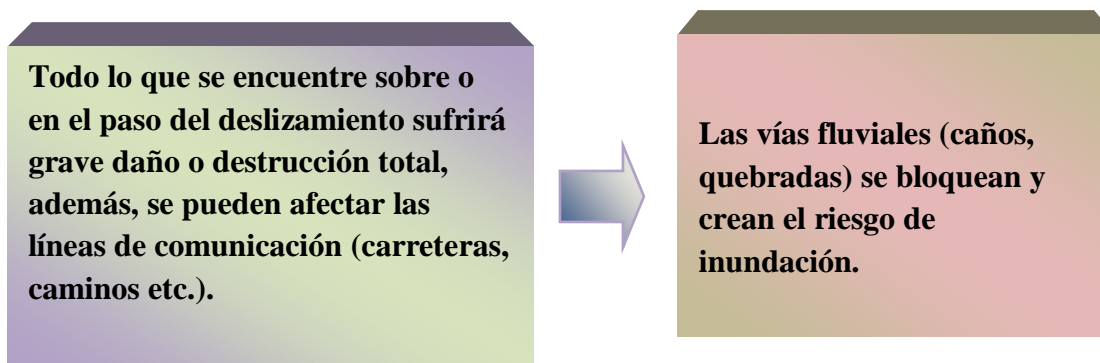 Todo lo que se encuentre sobre o
en el paso del deslizamiento sufrirá
grave daño o destrucción total,
además, se pueden afectar las
líneas de comunicación (carreteras,
caminos etc.).
Las vías fluviales (caños,
quebradas) se bloquean y
crean el riesgo de
inundación.